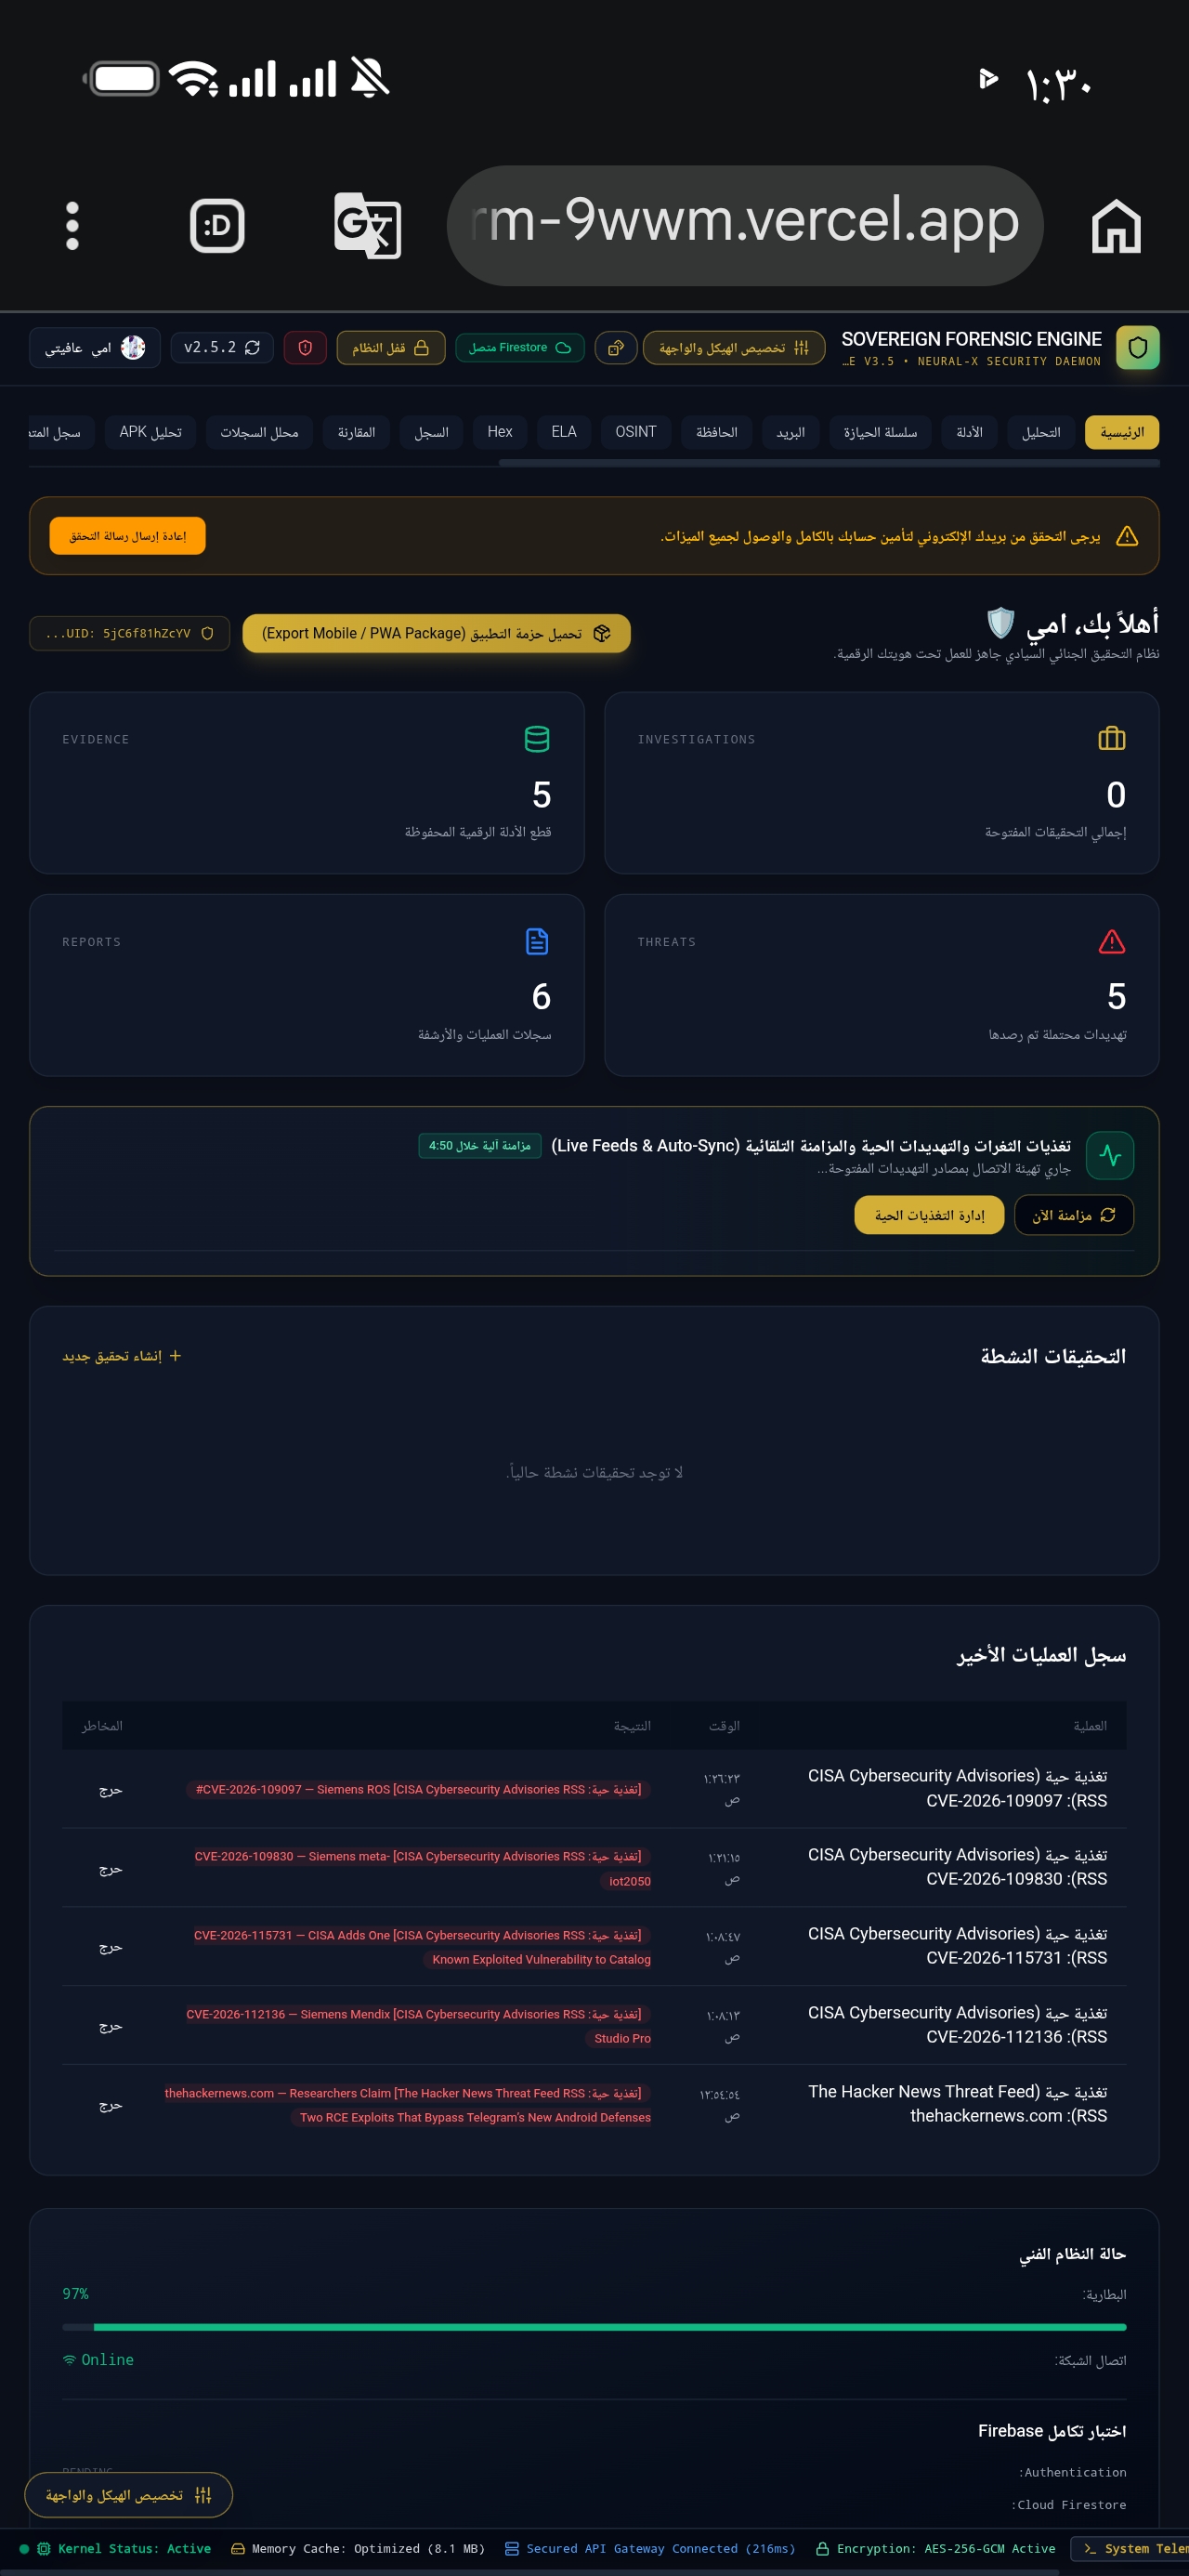 ١:٣٠
rm-9wwm.vercel.app
:D
SOVEREIGN FORENSIC ENGINE
…E V3.5 • NEURAL-X SECURITY DAEMON
تخصيص الهيكل والواجهة
Firestore متصل
قفل النظام
v2.5.2
امي عافيتي
الرئيسية
التحليل
الأدلة
سلسلة الحيازة
البريد
الحافظة
OSINT
ELA
Hex
السجل
المقارنة
محلل السجلات
تحليل APK
سجل المتص
يرجى التحقق من بريدك الإلكتروني لتأمين حسابك بالكامل والوصول لجميع الميزات.
إعادة إرسال رسالة التحقق
أهلاً بك، امي 🛡️
نظام التحقيق الجنائي السيادي جاهز للعمل تحت هويتك الرقمية.
تحميل حزمة التطبيق (Export Mobile / PWA Package)
UID: 5jC6f81hZcYV...
INVESTIGATIONS
0
إجمالي التحقيقات المفتوحة
EVIDENCE
5
قطع الأدلة الرقمية المحفوظة
THREATS
5
تهديدات محتملة تم رصدها
REPORTS
6
سجلات العمليات والأرشفة
تغذيات الثغرات والتهديدات الحية والمزامنة التلقائية (Live Feeds & Auto-Sync)
مزامنة آلية خلال 4:50
جاري تهيئة الاتصال بمصادر التهديدات المفتوحة...
مزامنة الآن
إدارة التغذيات الحية
التحقيقات النشطة
+ إنشاء تحقيق جديد
لا توجد تحقيقات نشطة حالياً.
سجل العمليات الأخير
العملية الوقت النتيجة المخاطر
تغذية حية (CISA Cybersecurity Advisories
RSS): CVE-2026-109097
١:٢٦:٢٣
ص
[تغذية حية: CISA Cybersecurity Advisories RSS] CVE-2026-109097 — Siemens ROS#
حرج
تغذية حية (CISA Cybersecurity Advisories
RSS): CVE-2026-109830
١:٢١:١٥
ص
[تغذية حية: CISA Cybersecurity Advisories RSS] CVE-2026-109830 — Siemens meta-
iot2050
حرج
تغذية حية (CISA Cybersecurity Advisories
RSS): CVE-2026-115731
١:٠٨:٤٧
ص
[تغذية حية: CISA Cybersecurity Advisories RSS] CVE-2026-115731 — CISA Adds One
Known Exploited Vulnerability to Catalog
حرج
تغذية حية (CISA Cybersecurity Advisories
RSS): CVE-2026-112136
١:٠٨:١٣
ص
[تغذية حية: CISA Cybersecurity Advisories RSS] CVE-2026-112136 — Siemens Mendix
Studio Pro
حرج
تغذية حية (The Hacker News Threat Feed
RSS): thehackernews.com
١٢:٥٤:٥٤
ص
[تغذية حية: The Hacker News Threat Feed RSS] thehackernews.com — Researchers Claim
Two RCE Exploits That Bypass Telegram's New Android Defenses
حرج
حالة النظام الفني
البطارية:
97%
اتصال الشبكة:
Online
اختبار تكامل Firebase
Authentication:
PENDING
Cloud Firestore:
تخصيص الهيكل والواجهة
Kernel Status: Active
Memory Cache: Optimized (8.1 MB)
Secured API Gateway Connected (216ms)
Encryption: AES-256-GCM Active
System Telem